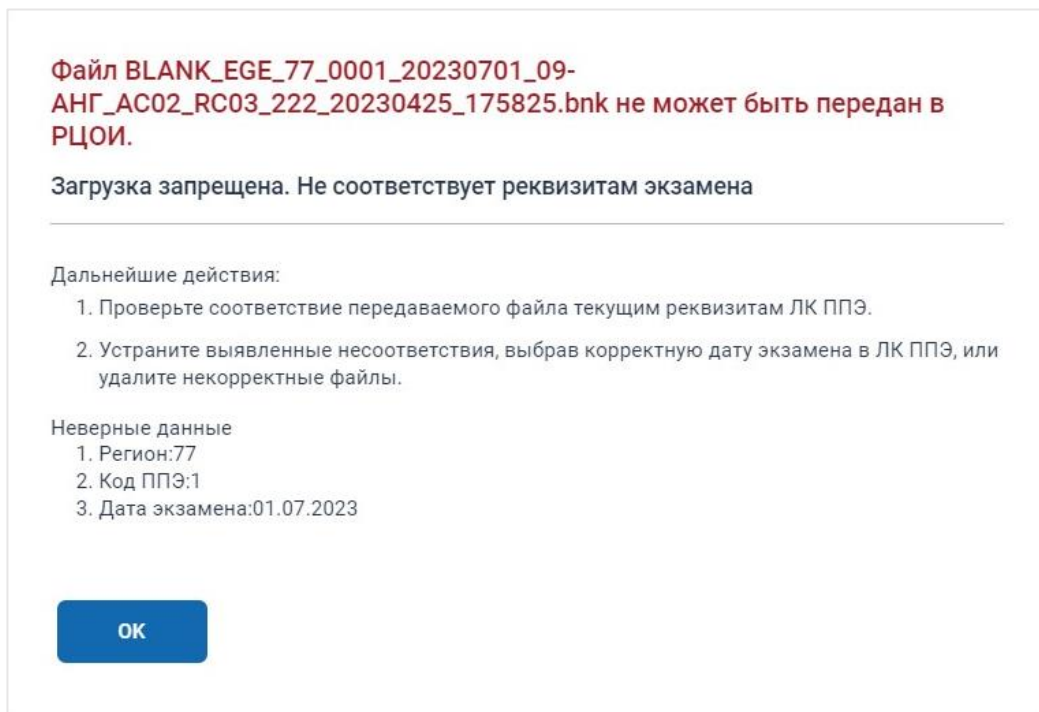 Файл BLANK_EGE_77_0001_20230701_09-
АНГ_AC02_RC03_222_20230425_175825.bnk не может быть передан в
РЦОИ.
Загрузка запрещена. Не соответствует реквизитам экзамена
Дальнейшие действия:
1. Проверьте соответствие передаваемого файла текущим реквизитам ЛК ППЭ.
2. Устраните выявленные несоответствия, выбрав корректную дату экзамена в ЛК ППЭ, или
удалите некорректные файлы.
Неверные данные
1. Регион:77
2. Код ППЭ:1
3. Дата экзамена:01.07.2023
ОК